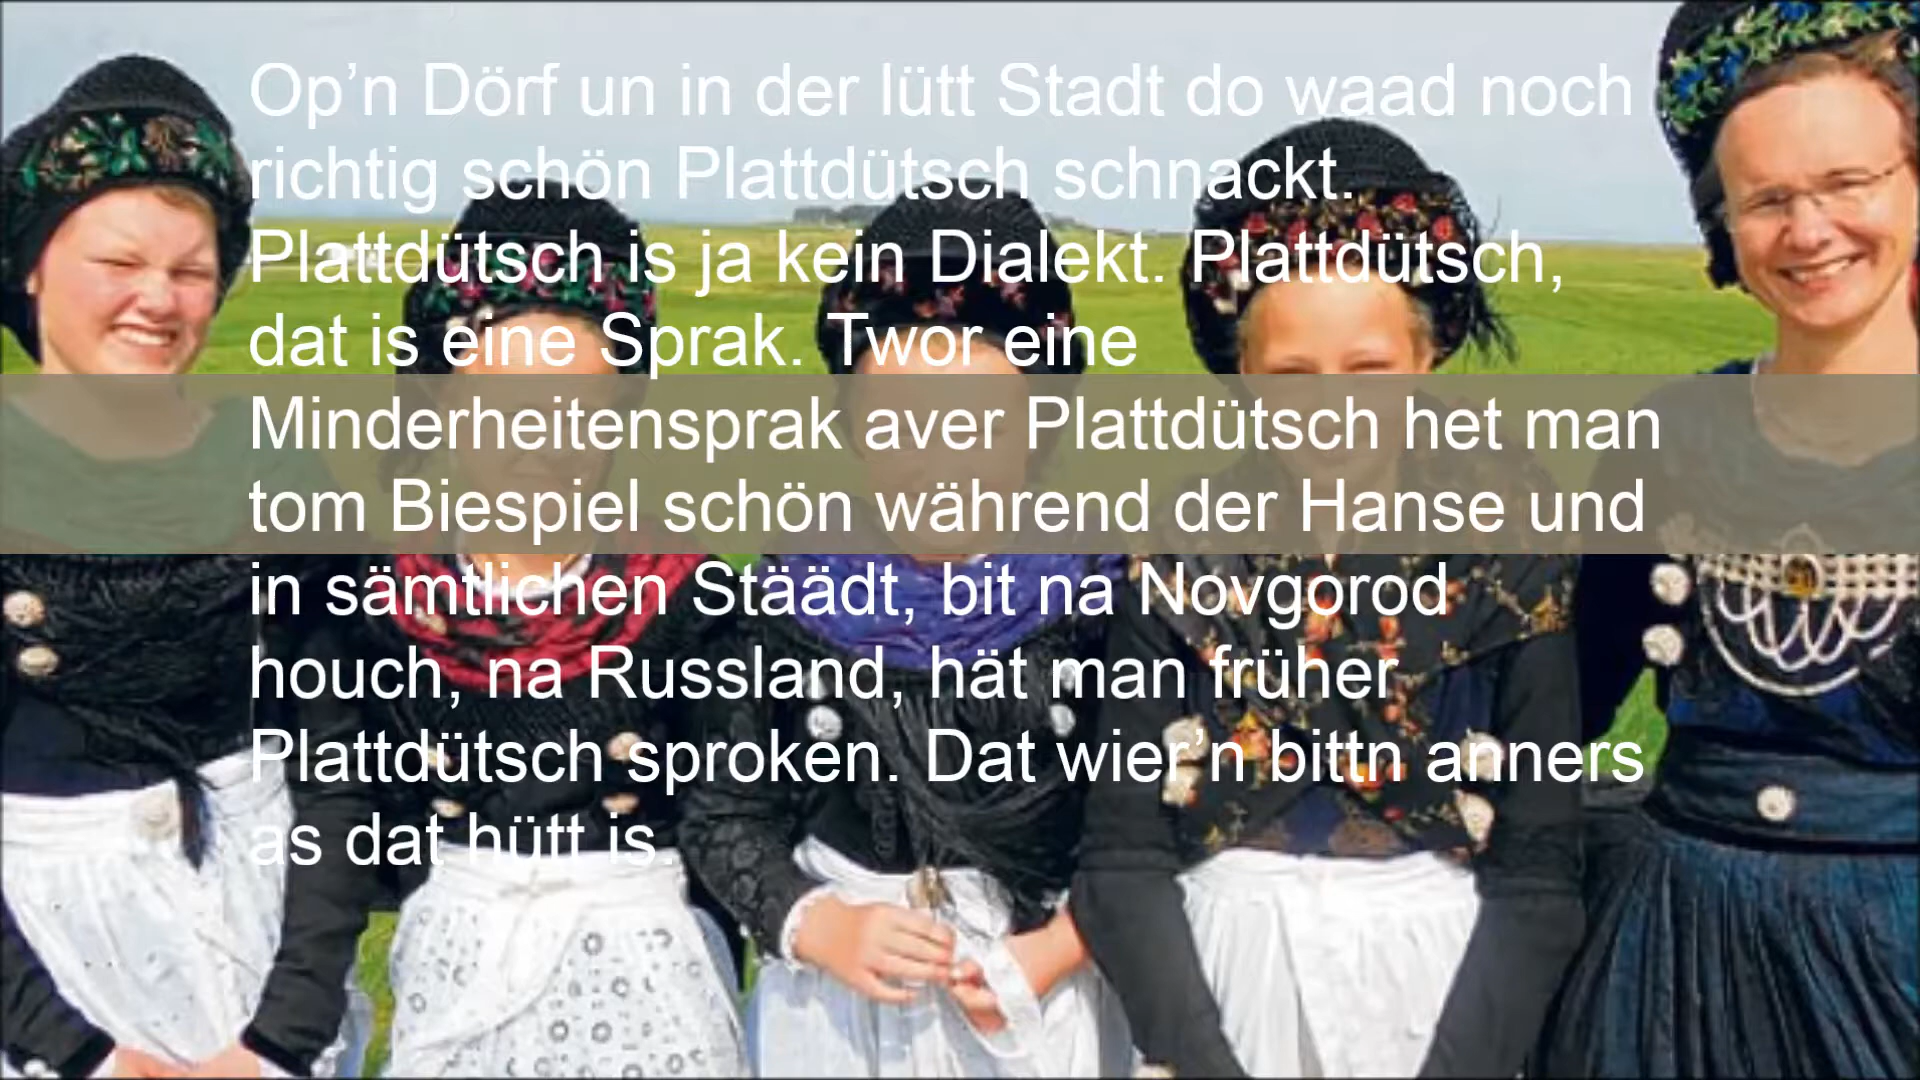 Op’n Dörf un in der lütt Stadt do waad noch
richtig schön Plattdütsch schnackt.
Plattdütsch is ja kein Dialekt. Plattdütsch,
dat is eine Sprak. Twor eine
Minderheitensprak aver Plattdütsch het man
tom Biespiel schön während der Hanse und
in sämtlichen Stäädt, bit na Novgorod
houch, na Russland, hät man früher
Plattdütsch sproken. Dat wier’n bittn anners
as dat hütt is.